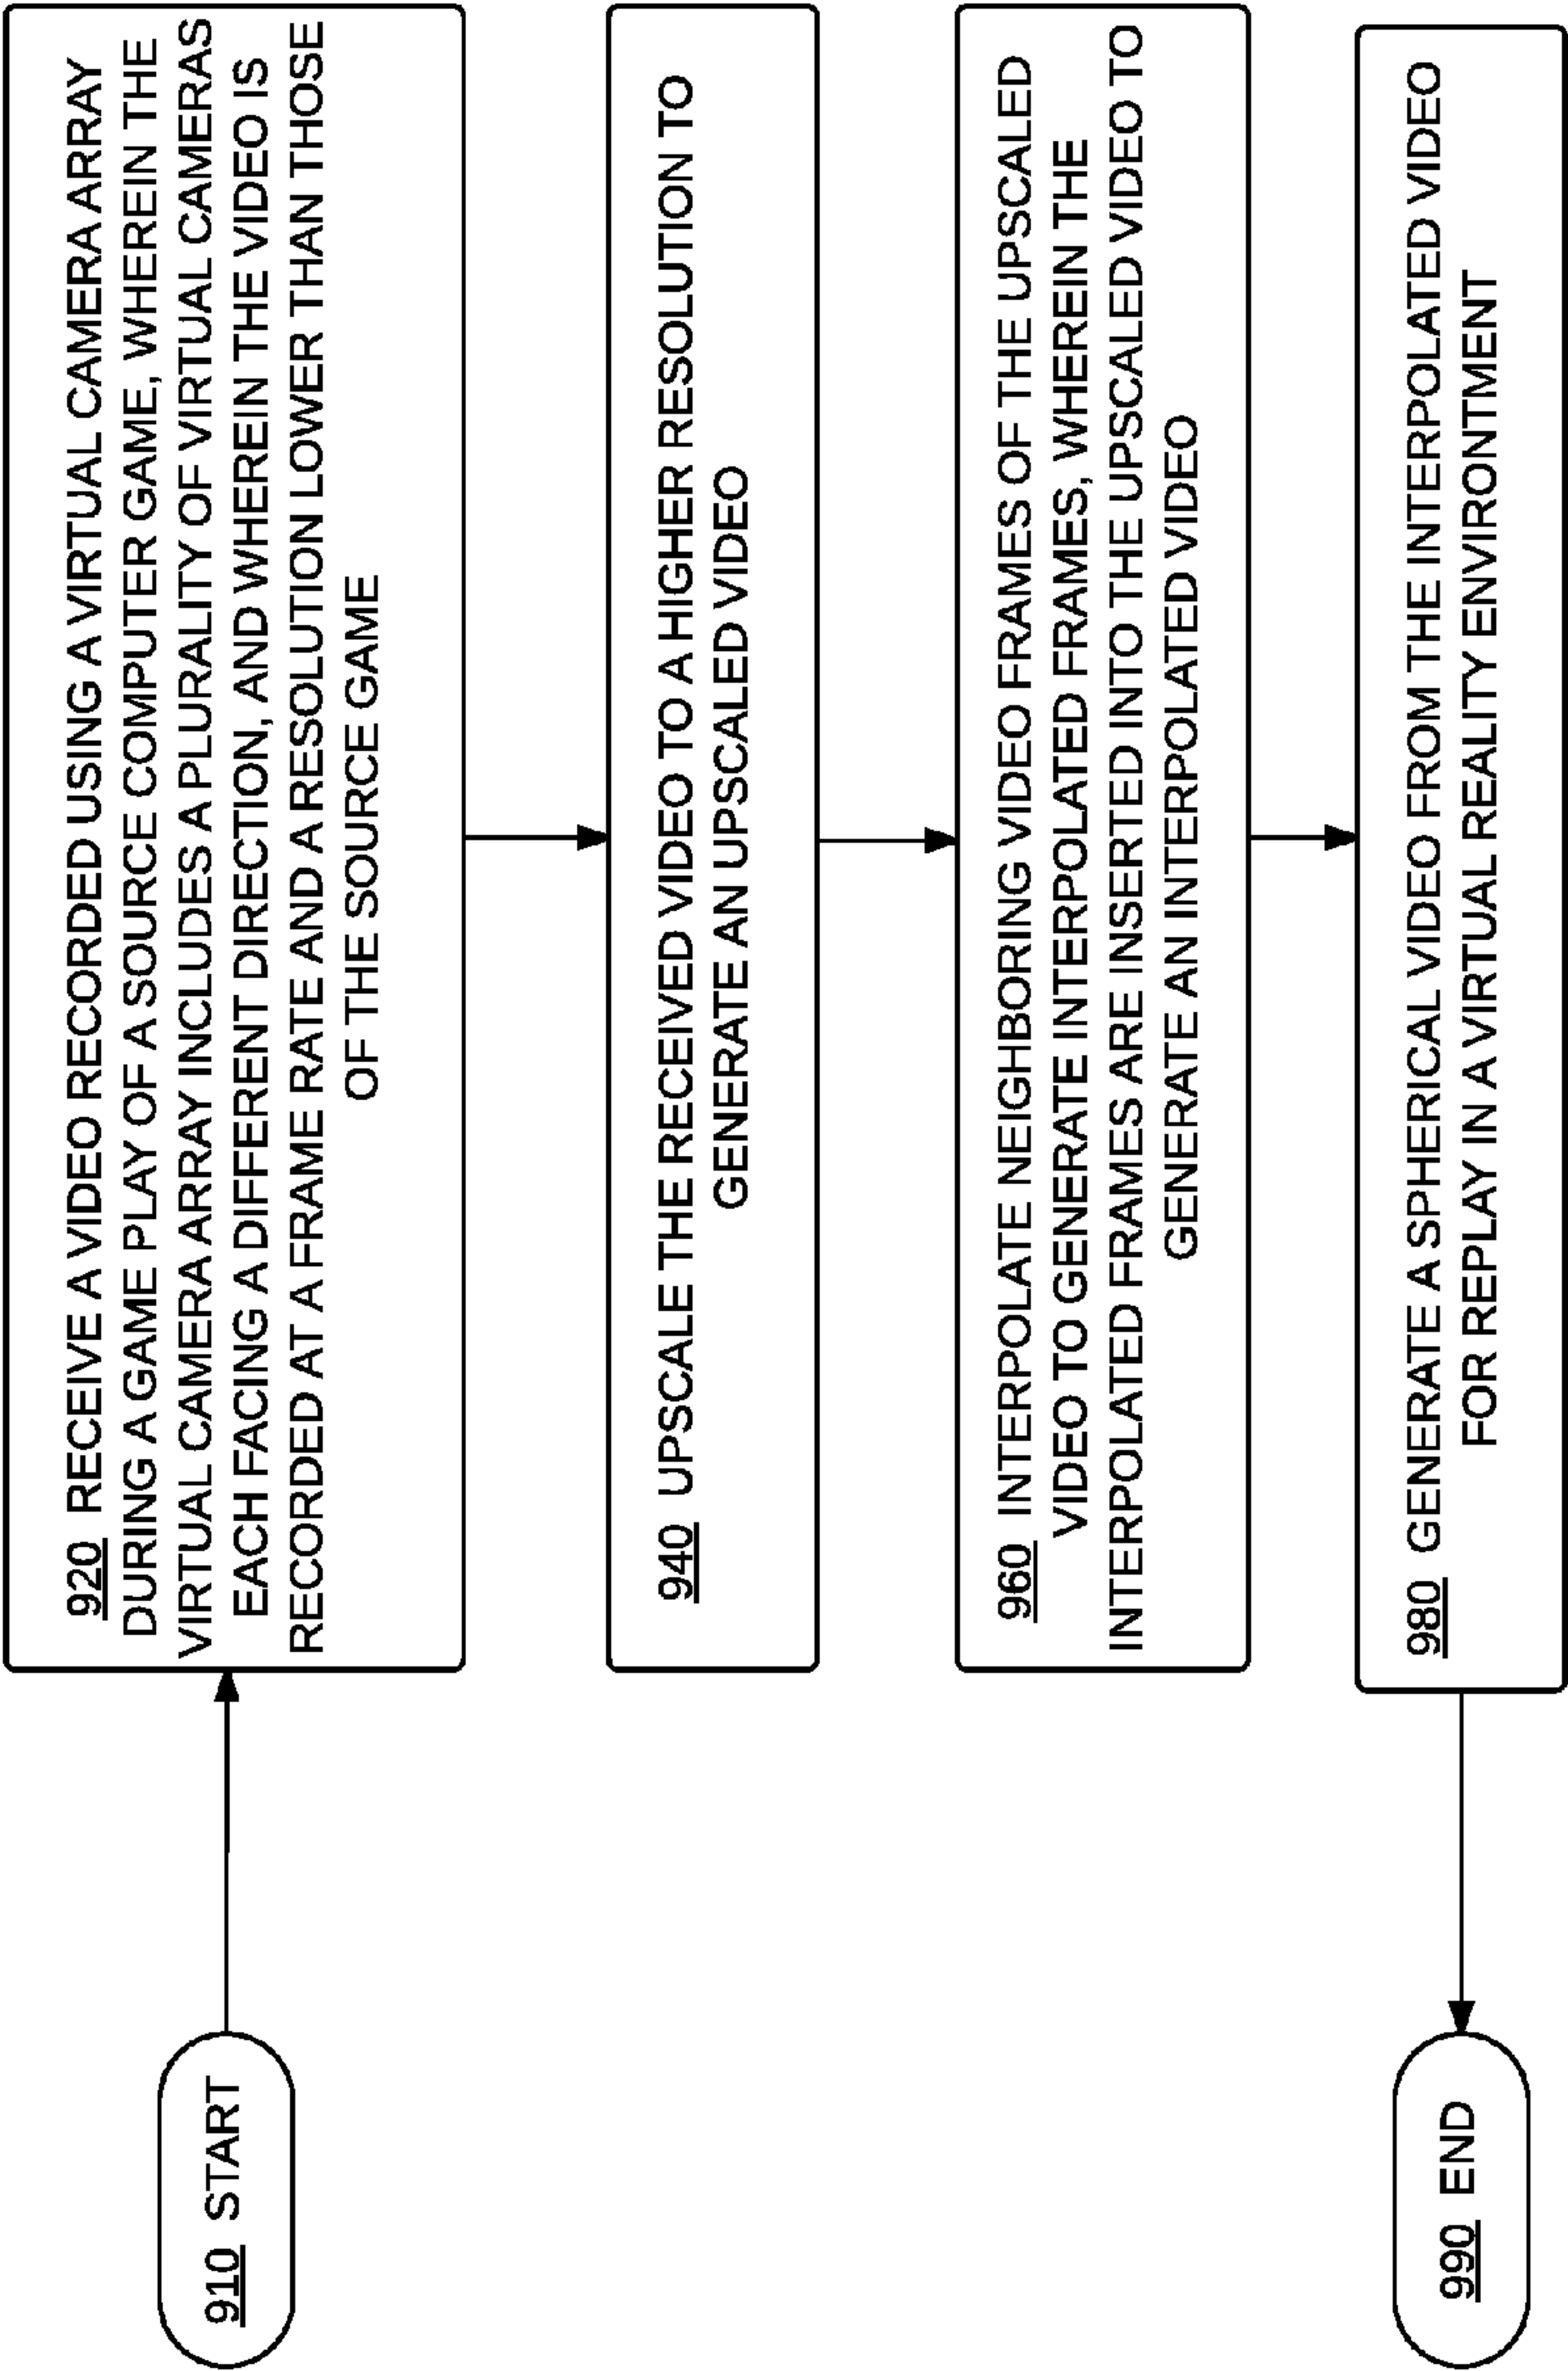 910 START
920 RECEIVE A VIDEO RECORDED USING A VIRTUAL CAMERA ARRAY
DURING A GAME PLAY OF A SOURCE COMPUTER GAME, WHEREIN THE
VIRTUAL CAMERA ARRAY INCLUDES A PLURALITY OF VIRTUAL CAMERAS
EACH FACING A DIFFERENT DIRECTION, AND WHEREIN THE VIDEO IS
RECORDED AT A FRAME RATE AND A RESOLUTION LOWER THAN THOSE
OF THE SOURCE GAME
940 UPSCALE THE RECEIVED VIDEO TO A HIGHER RESOLUTION TO
GENERATE AN UPSCALED VIDEO
960 INTERPOLATE NEIGHBORING VIDEO FRAMES OF THE UPSCALED
VIDEO TO GENERATE INTERPOLATED FRAMES, WHEREIN THE
INTERPOLATED FRAMES ARE INSERTED INTO THE UPSCALED VIDEO TO
GENERATE AN INTERPOLATED VIDEO
980 GENERATE A SPHERICAL VIDEO FROM THE INTERPOLATED VIDEO
FOR REPLAY IN A VIRTUAL REALITY ENVIRONTMENT
990 END